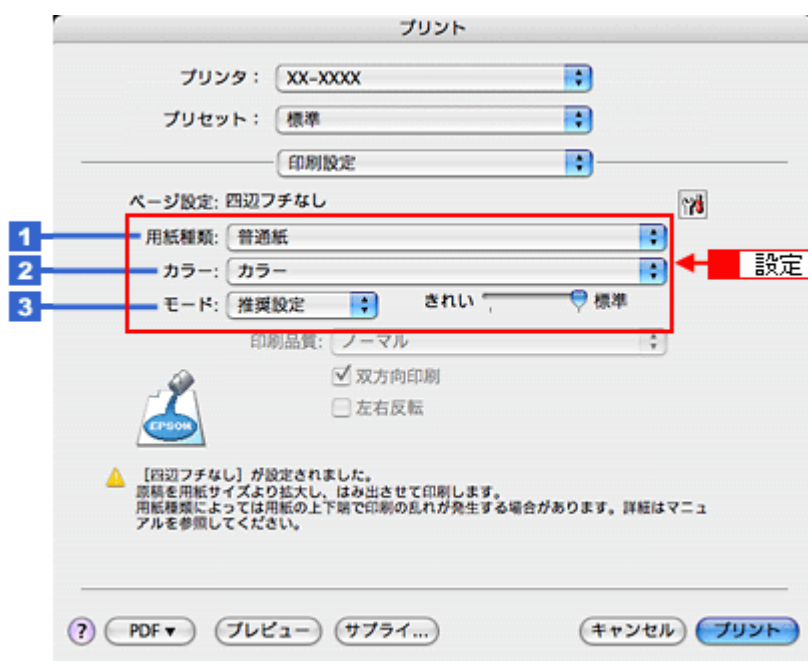 プリント
プリンタ： XX-XXXX
プリセット： 標準
印刷設定
ページ設定: 四辺フチなし
1 用紙種類: 普通紙
2 カラー: カラー
設定
3 モード: 推奨設定 きれい 標準
印刷品質: ノーマル
双方向印刷
左右反転
EPSON
［四辺フチなし］が設定されました。
原稿を用紙サイズより拡大し、はみ出させて印刷します。
用紙種類によっては用紙の上下端で印刷の乱れが発生する場合があります。詳細はマニュ
アルを参照してください。
? PDF▼ プレビュー サプライ... キャンセル プリント